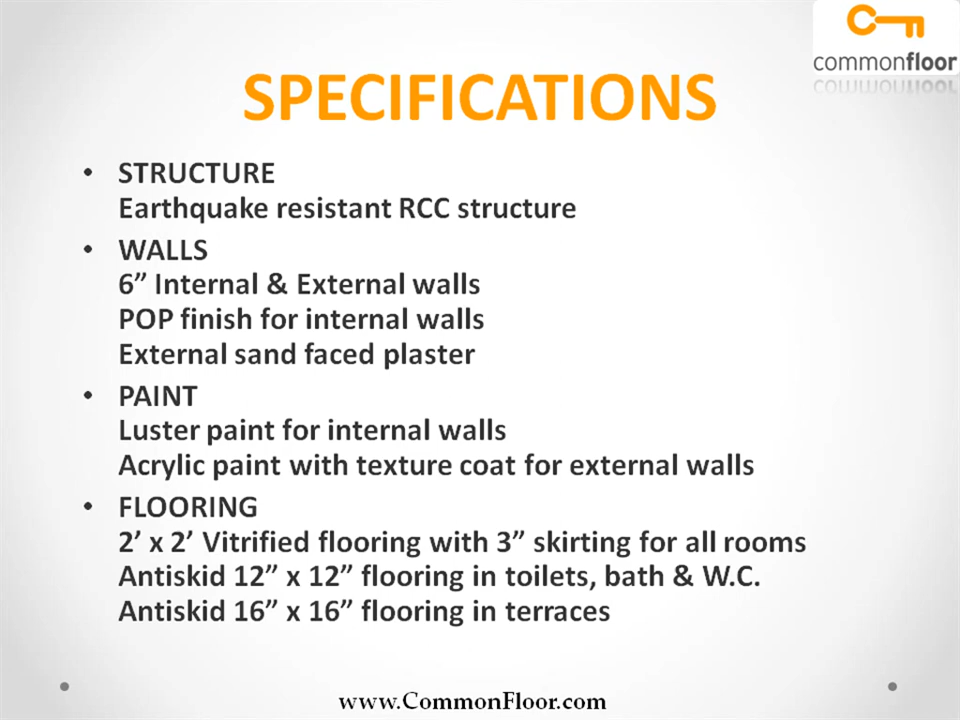 commonfloor
SPECIFICATIONS
• STRUCTURE
Earthquake resistant RCC structure
• WALLS
6” Internal & External walls
POP finish for internal walls
External sand faced plaster
• PAINT
Luster paint for internal walls
Acrylic paint with texture coat for external walls
• FLOORING
2’ x 2’ Vitrified flooring with 3” skirting for all rooms
Antiskid 12” x 12” flooring in toilets, bath & W.C.
Antiskid 16” x 16” flooring in terraces
www.CommonFloor.com